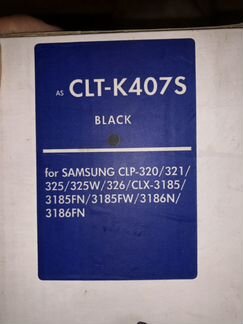 AS CLT-K407S
BLACK
for SAMSUNG CLP-320/321/
325/325W/326/CLX-3185/
3185FN/3185FW/3186N/
3186FN